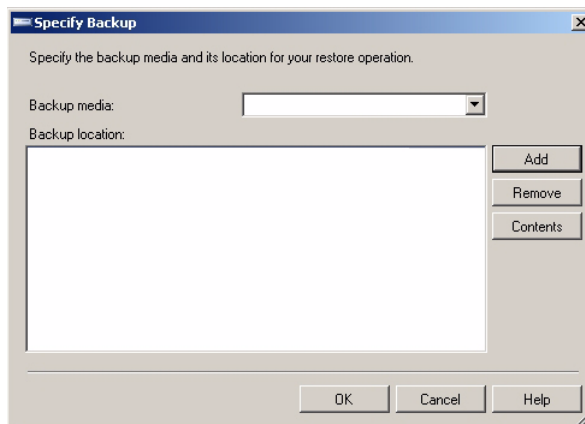 Specify Backup
Specify the backup media and its location for your restore operation.
Backup media:
Backup location:
Add
Remove
Contents
OK
Cancel
Help